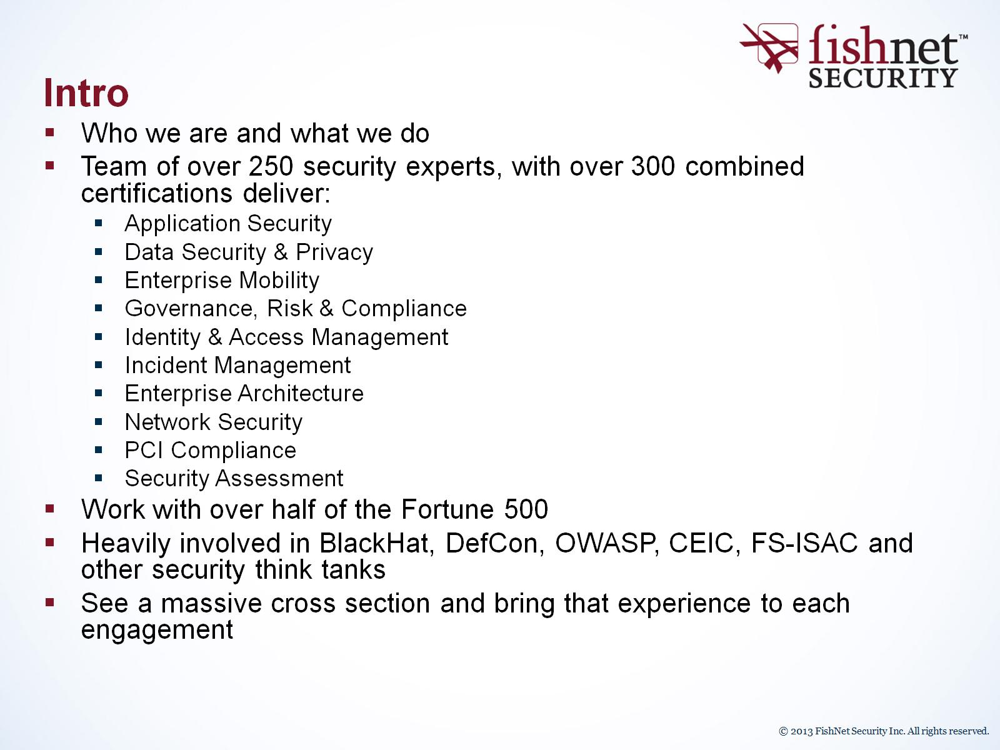 fishnet™
SECURITY
Intro
▪ Who we are and what we do
▪ Team of over 250 security experts, with over 300 combined
certifications deliver:
▪ Application Security
▪ Data Security & Privacy
▪ Enterprise Mobility
▪ Governance, Risk & Compliance
▪ Identity & Access Management
▪ Incident Management
▪ Enterprise Architecture
▪ Network Security
▪ PCI Compliance
▪ Security Assessment
▪ Work with over half of the Fortune 500
▪ Heavily involved in BlackHat, DefCon, OWASP, CEIC, FS-ISAC and
other security think tanks
▪ See a massive cross section and bring that experience to each
engagement
© 2013 FishNet Security Inc. All rights reserved.